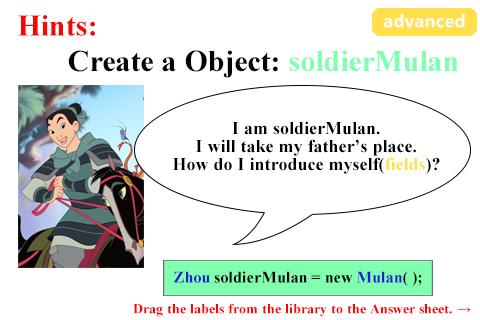 Hints:
advanced
Create a Object: soldierMulan
I am soldierMulan.
I will take my father's place.
How do I introduce myself(fields)?
Zhou soldierMulan = new Mulan( );
Drag the labels from the library to the Answer sheet. →